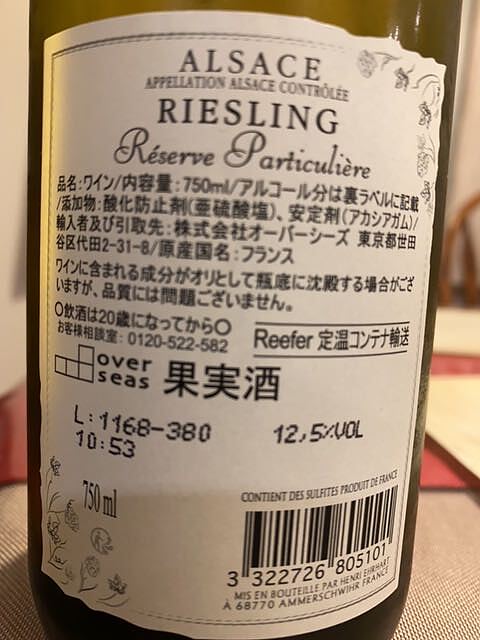 ALSACE
APPELLATION ALSACE CONTRÔLÉE
RIESLING
Réserve Particulière
品名:ワイン/内容量:750ml/アルコール分は裏ラベルに記載
/添加物:酸化防止剤(亜硫酸塩)、安定剤(アカシアガム)/
輸入者及び引取先:株式会社オーバーシーズ 東京都世田
谷区代田2-31-8/原産国名:フランス
ワインに含まれる成分がオリとして瓶底に沈殿する場合がござ
いますが、品質には問題ございません。
〇飲酒は20歳になってから〇
お客様相談室:0120-522-582
Reefer 定温コンテナ輸送
over
seas
果実酒
L:1168-380
10:53
12,5%VOL
750 ml
CONTIENT DES SULFITES PRODUIT DE FRANCE
3 322726 805101
MIS EN BOUTEILLE PAR HENRI EHRHART
À 68770 AMMERSCHWIHR FRANCE